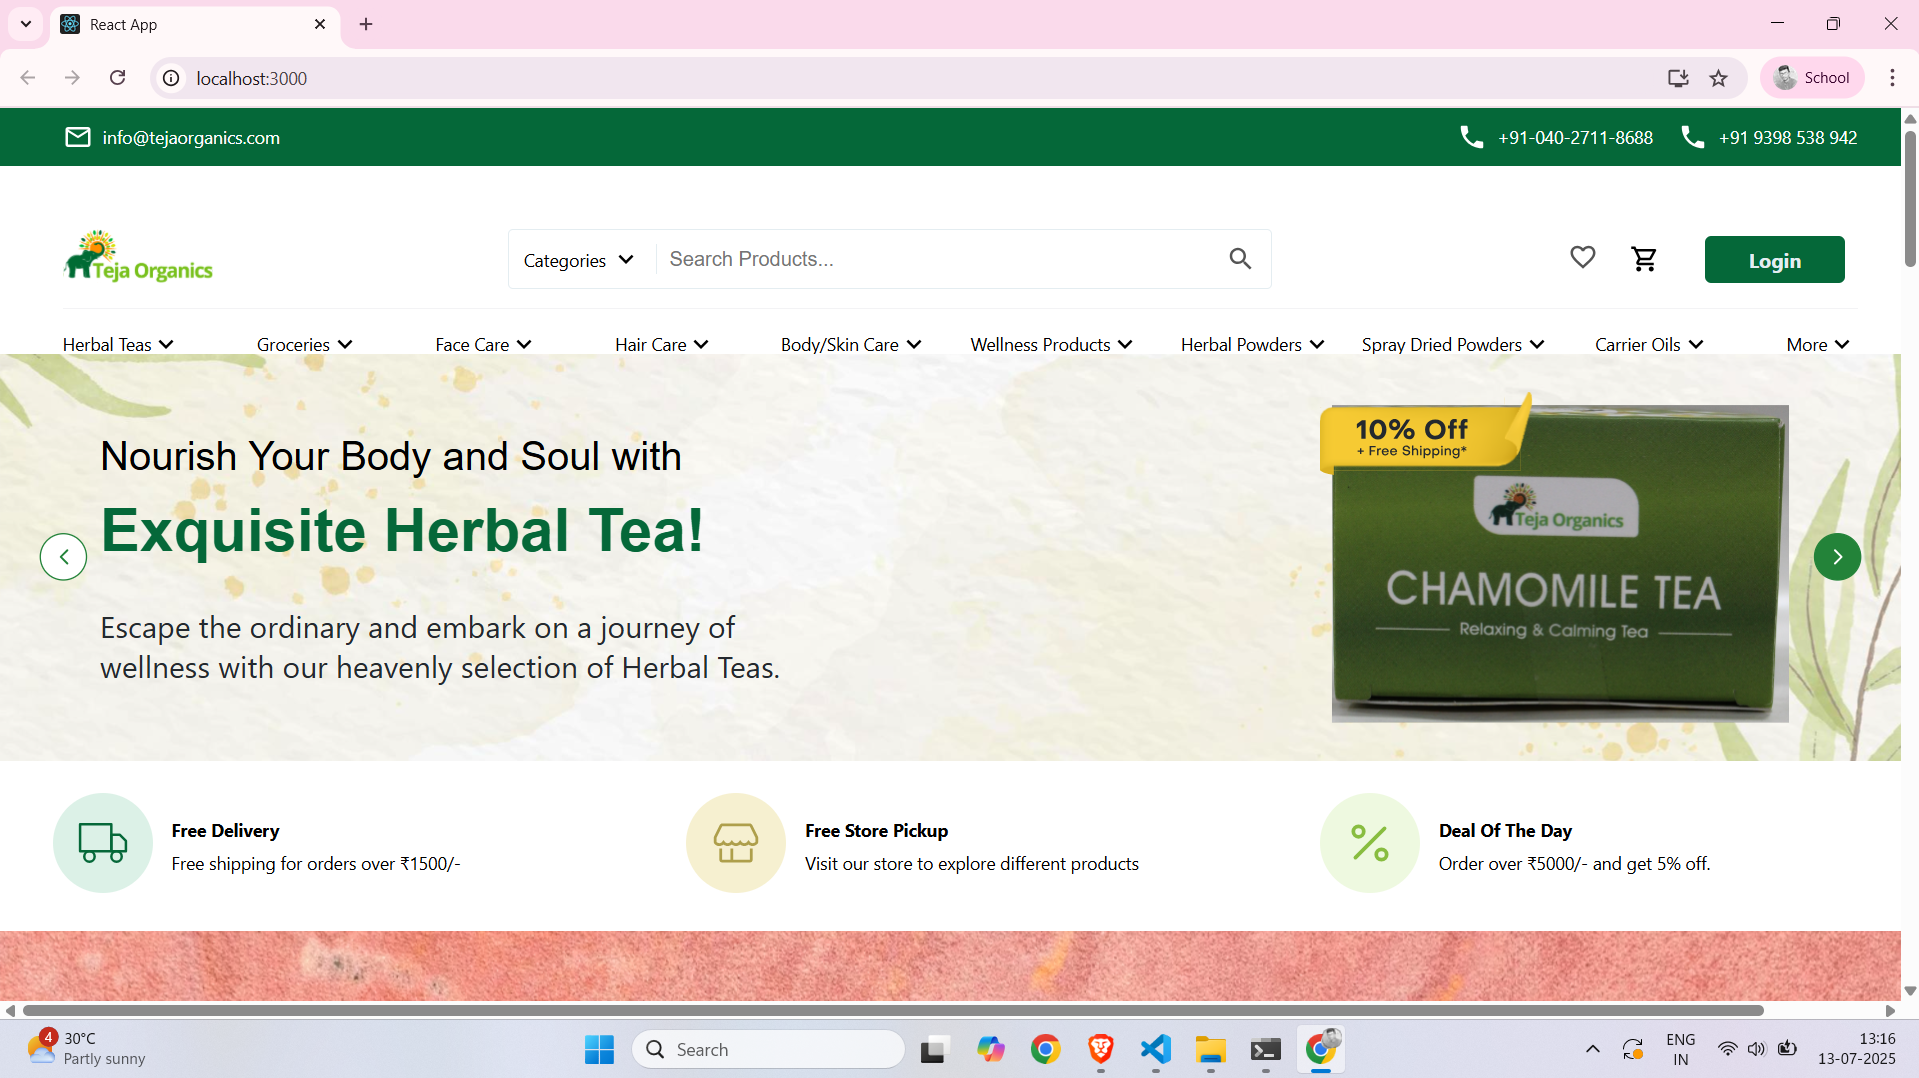 React App
localhost:3000
School
info@tejaorganics.com
+91-040-2711-8688
+91 9398 538 942
Teja Organics
Categories
Search Products...
Login
Herbal Teas
Groceries
Face Care
Hair Care
Body/Skin Care
Wellness Products
Herbal Powders
Spray Dried Powders
Carrier Oils
More
Nourish Your Body and Soul with
Exquisite Herbal Tea!
Escape the ordinary and embark on a journey of
wellness with our heavenly selection of Herbal Teas.
10% Off
+ Free Shipping*
Teja Organics
CHAMOMILE TEA
Relaxing & Calming Tea
Free Delivery
Free shipping for orders over ₹1500/-
Free Store Pickup
Visit our store to explore different products
Deal Of The Day
Order over ₹5000/- and get 5% off.
4
30°C
Partly sunny
Search
ENG
IN
13:16
13-07-2025